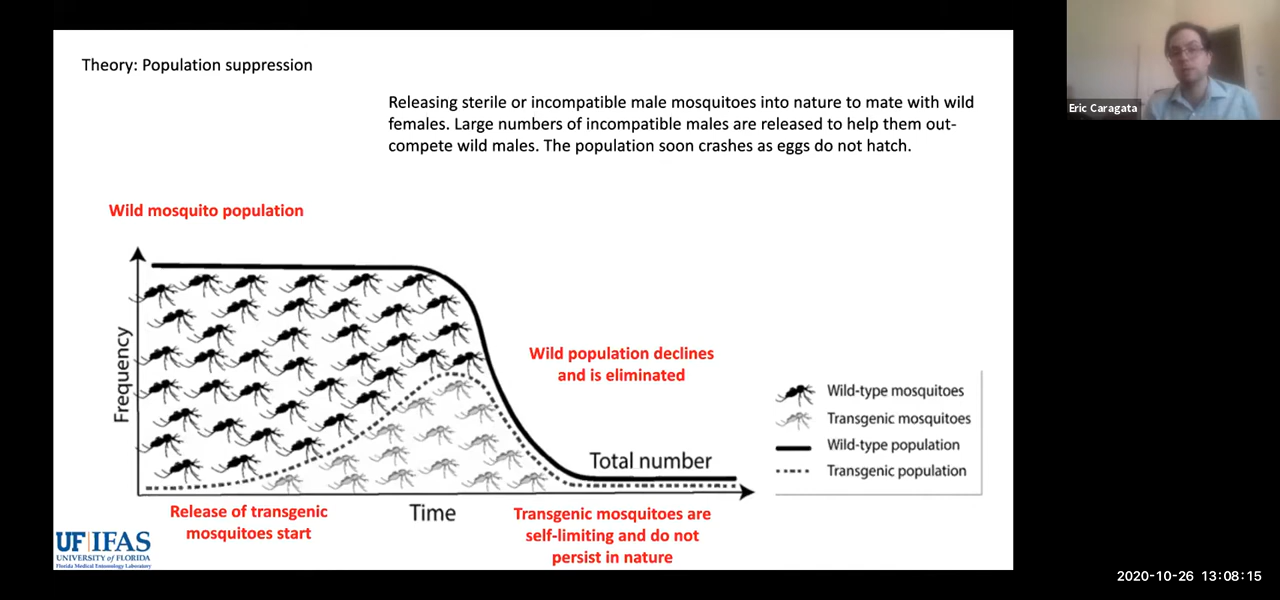 Theory: Population suppression
Releasing sterile or incompatible male mosquitoes into nature to mate with wild
females. Large numbers of incompatible males are released to help them out-
compete wild males. The population soon crashes as eggs do not hatch.
Eric Caragata
Wild mosquito population
Frequency
Wild population declines
and is eliminated
Wild-type mosquitoes
Transgenic mosquitoes
Wild-type population
Transgenic population
Total number
Release of transgenic
mosquitoes start
Time
Transgenic mosquitoes are
self-limiting and do not
persist in nature
UF IFAS
UNIVERSITY of FLORIDA
Florida Medical Entomology Laboratory
2020-10-26 13:08:15